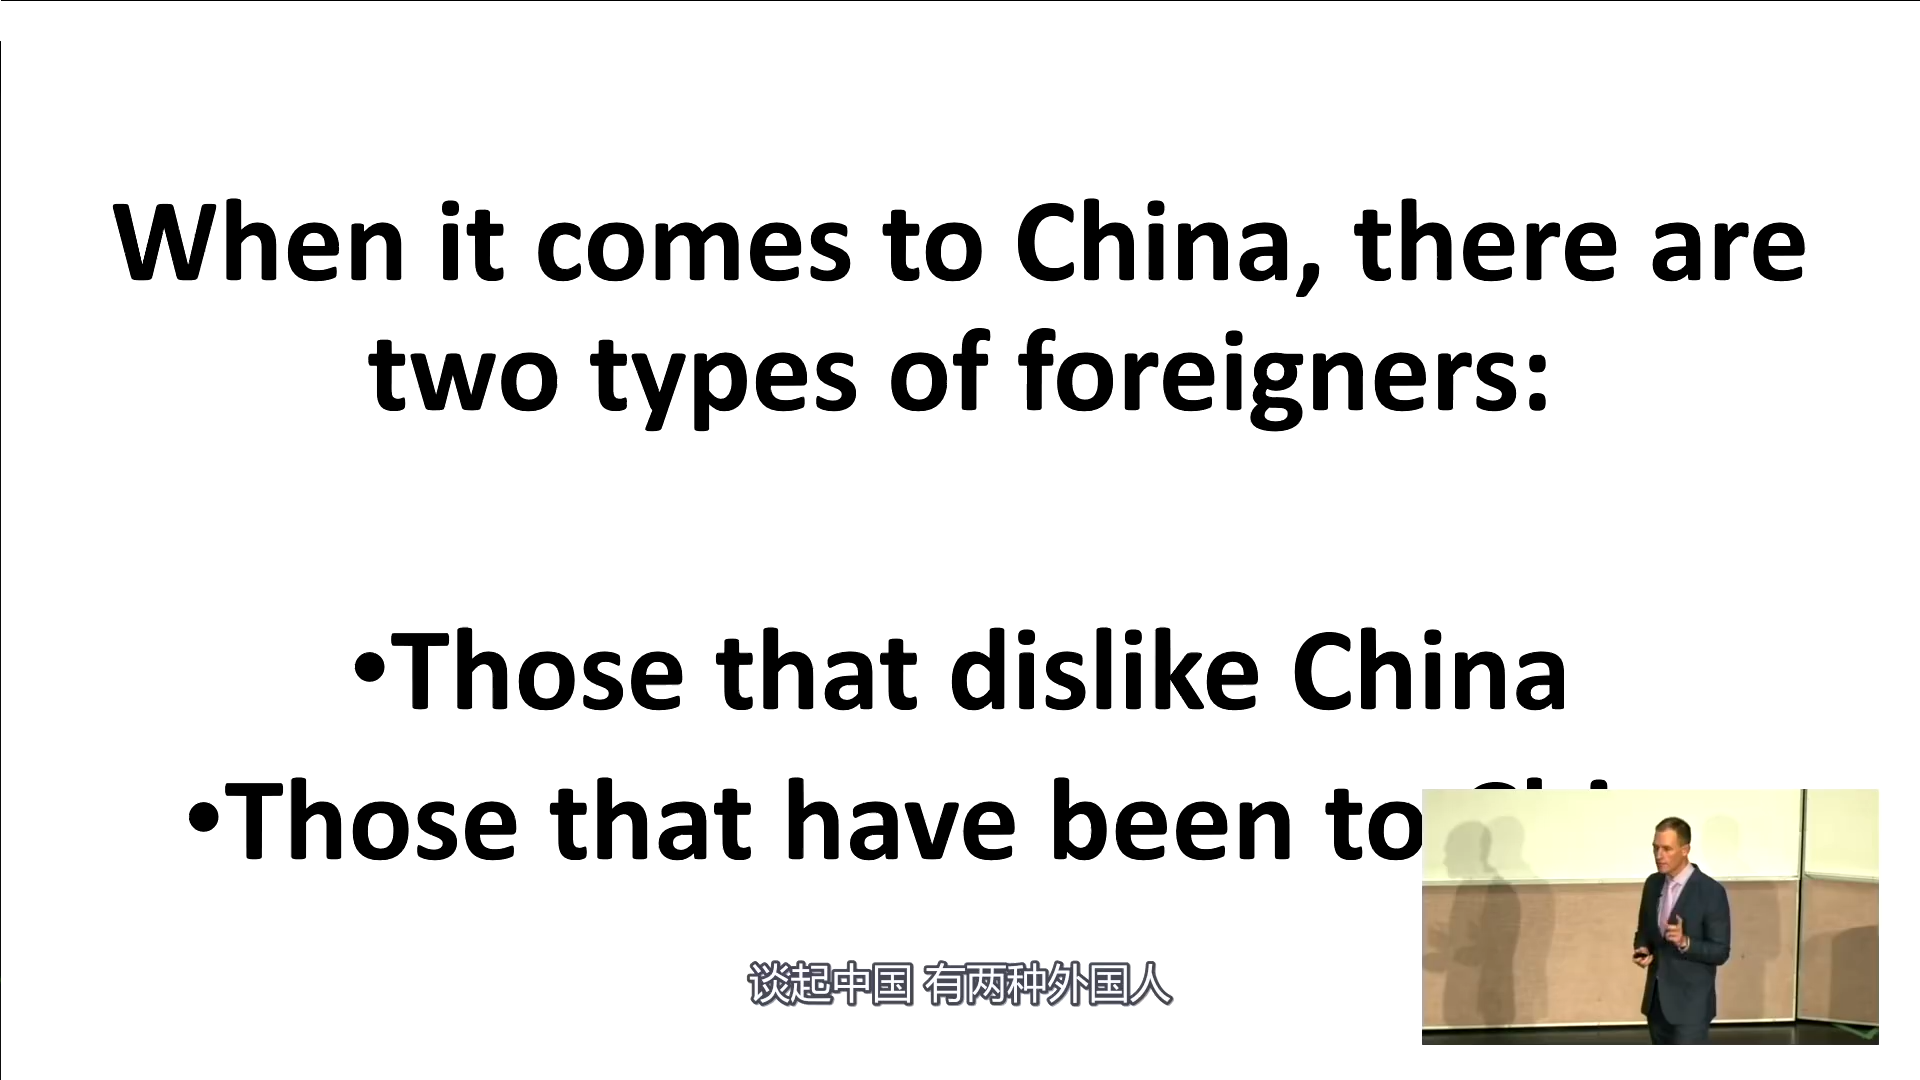 When it comes to China, there are
two types of foreigners:
•Those that dislike China
•Those that have been to
谈起中国 有两种外国人